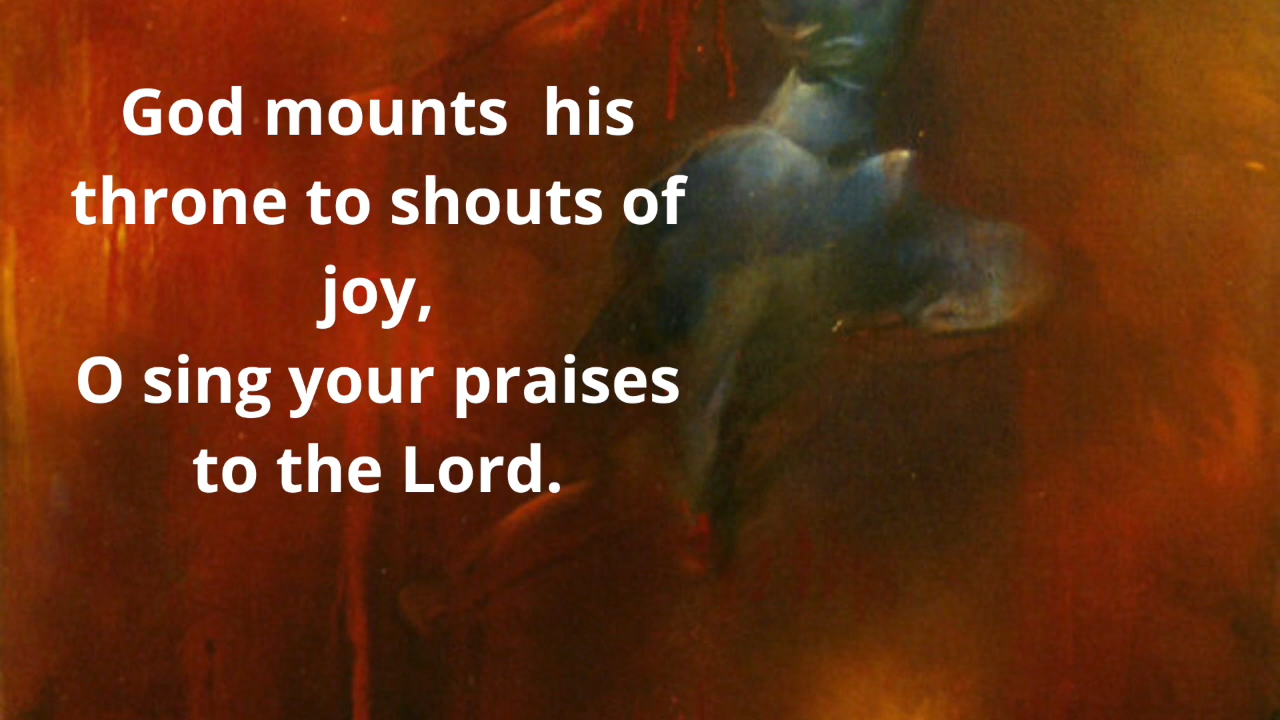 God mounts  his
throne to shouts of
joy,
O sing your praises
to the Lord.